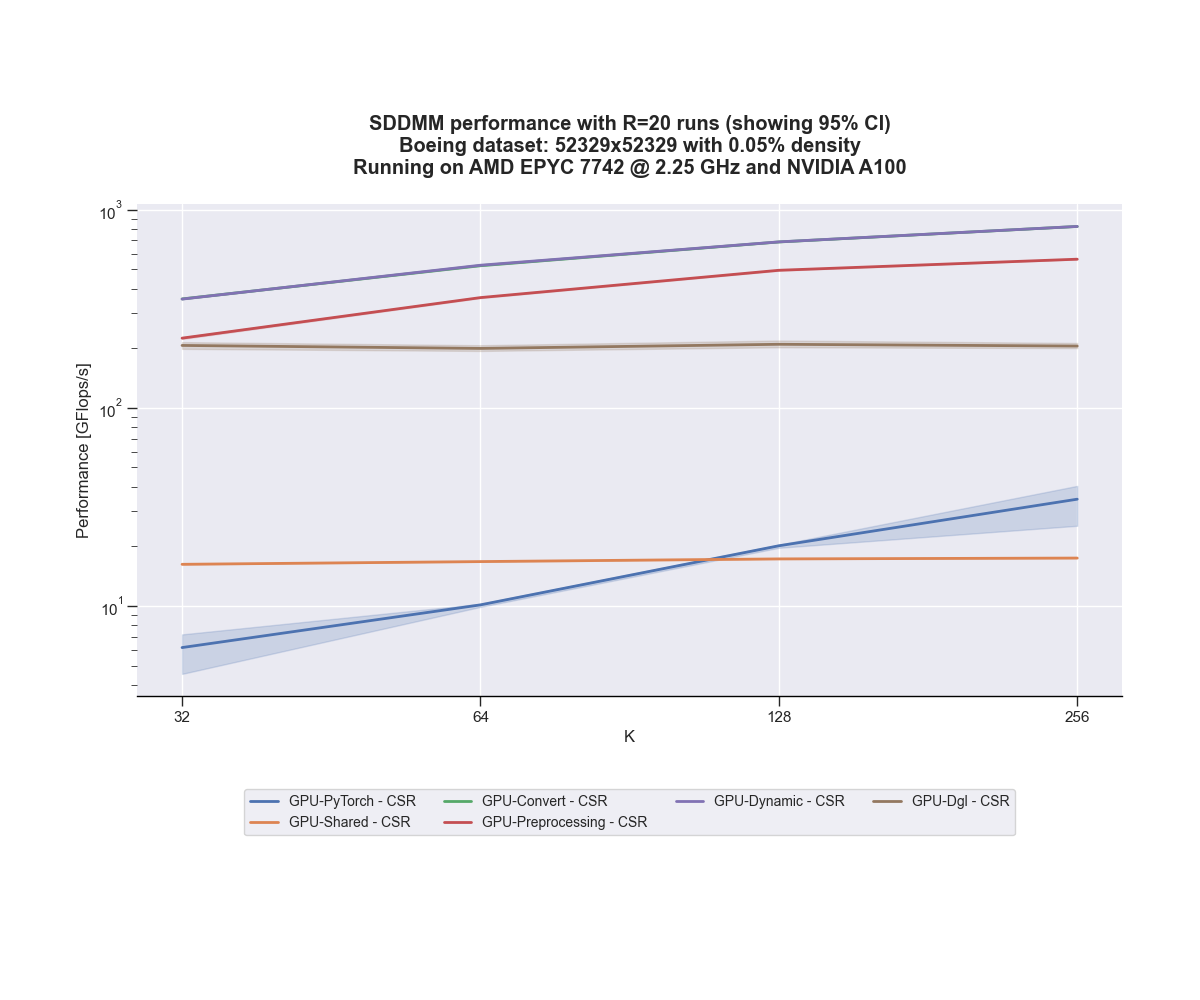 SDDMM performance with R=20 runs (showing 95% CI)
Boeing dataset: 52329x52329 with 0.05% density
Running on AMD EPYC 7742 @ 2.25 GHz and NVIDIA A100
10³
10²
10¹
Performance [GFlops/s]
32 64 128 256
K
GPU-PyTorch - CSR GPU-Convert - CSR GPU-Dynamic - CSR GPU-Dgl - CSR
GPU-Shared - CSR GPU-Preprocessing - CSR